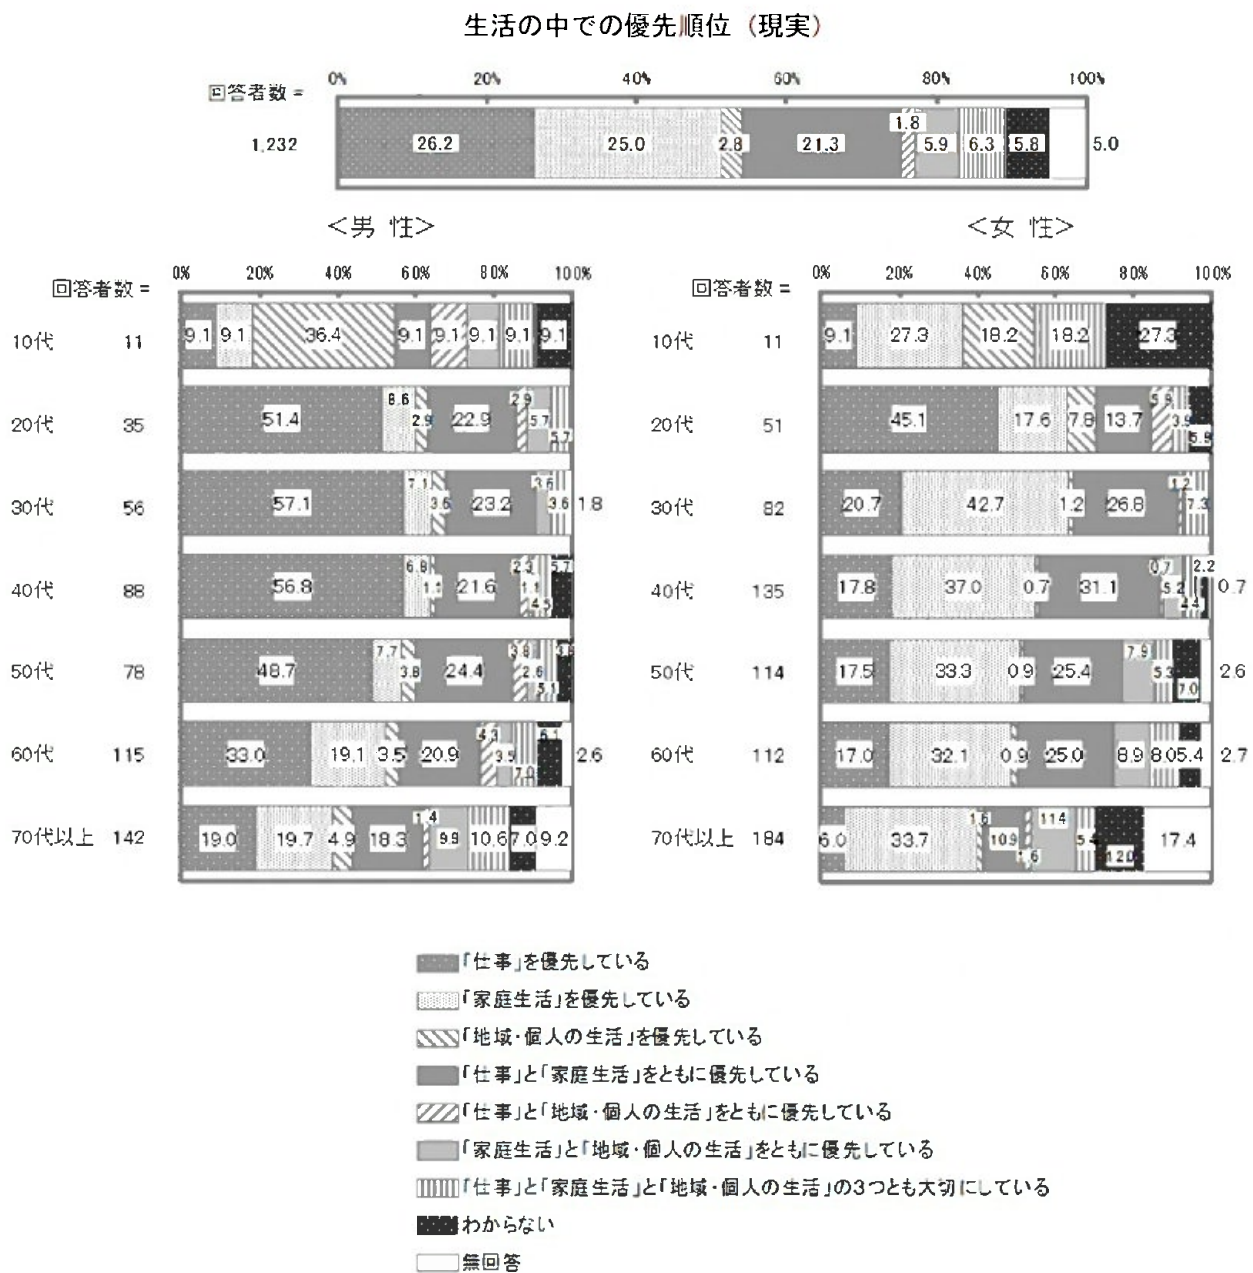 生活の中での優先順位（現実）
0% 20% 40% 60% 80% 100%
回答者数＝
1,232 26.2 25.0 2.8 21.3 1.8 5.9 6.3 5.8 5.0
＜男 性＞
0% 20% 40% 60% 80% 100%
回答者数＝
10代 11 9.1 9.1 36.4 9.1 9.1 9.1 9.1 9.1
20代 35 51.4 8.6 2.9 22.9 2.9 5.7 5.7
30代 56 57.1 7.1 3.6 23.2 3.6 3.6 1.8
40代 88 56.8 6.8 1.1 21.6 2.3 1.1 4.5 5.7
50代 78 48.7 7.7 3.8 24.4 3.8 2.6 5.1 3.8
60代 115 33.0 19.1 3.5 20.9 4.3 3.5 7.0 6.1 2.6
70代以上 142 19.0 19.7 4.9 18.3 1.4 9.9 10.6 7.0 9.2
＜女 性＞
0% 20% 40% 60% 80% 100%
回答者数＝
10代 11 9.1 27.3 18.2 18.2 27.3
20代 51 45.1 17.6 7.8 13.7 5.9 3.9 5.9
30代 82 20.7 42.7 1.2 26.8 1.2 7.3
40代 135 17.8 37.0 0.7 31.1 0.7 5.2 4.4 2.2 0.7
50代 114 17.5 33.3 0.9 25.4 7.9 5.3 7.0 2.6
60代 112 17.0 32.1 0.9 25.0 8.9 8.0 5.4 2.7
70代以上 184 6.0 33.7 1.6 10.9 1.6 11.4 5.4 12.0 17.4
「仕事」を優先している
「家庭生活」を優先している
「地域・個人の生活」を優先している
「仕事」と「家庭生活」をともに優先している
「仕事」と「地域・個人の生活」をともに優先している
「家庭生活」と「地域・個人の生活」をともに優先している
「仕事」と「家庭生活」と「地域・個人の生活」の3つとも大切にしている
わからない
無回答